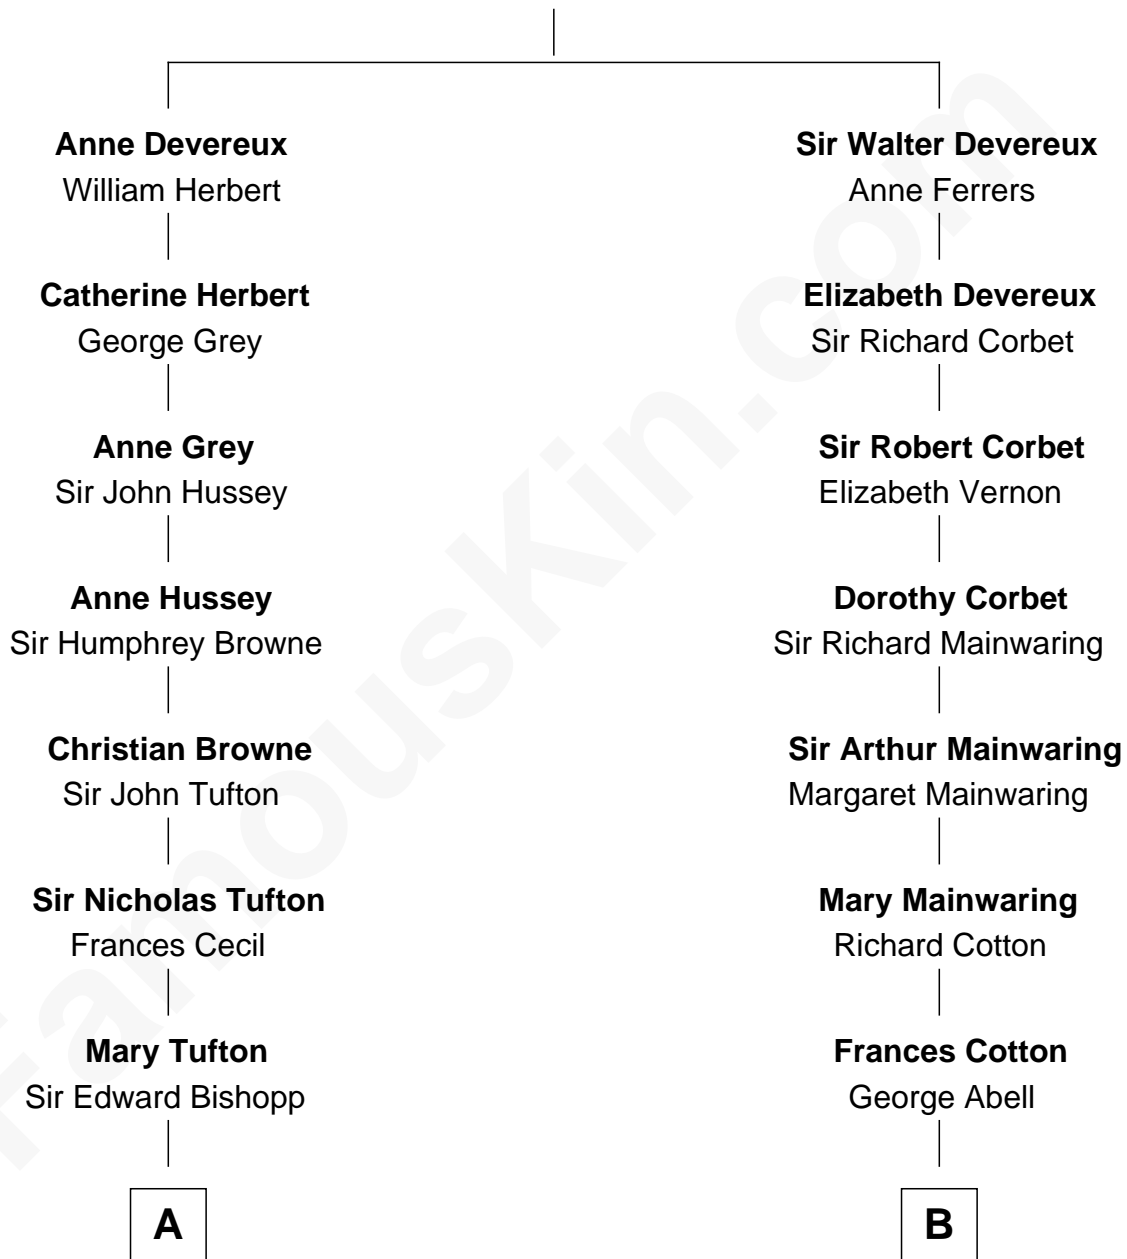 Anne Devereux
William Herbert
Catherine Herbert
George Grey
Anne Grey
Sir John Hussey
Anne Hussey
Sir Humphrey Browne
Christian Browne
Sir John Tufton
Sir Nicholas Tufton
Frances Cecil
Mary Tufton
Sir Edward Bishopp
A
Sir Walter Devereux
Anne Ferrers
Elizabeth Devereux
Sir Richard Corbet
Sir Robert Corbet
Elizabeth Vernon
Dorothy Corbet
Sir Richard Mainwaring
Sir Arthur Mainwaring
Margaret Mainwaring
Mary Mainwaring
Richard Cotton
Frances Cotton
George Abell
B
FamousKin.com